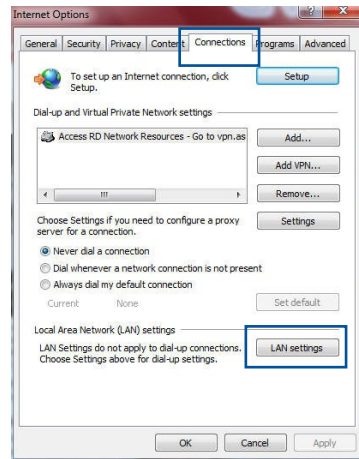 Internet Options
General Security Privacy Content Connections Programs Advanced
To set up an Internet connection, click
Setup.
Setup
Dial-up and Virtual Private Network settings
Access RD Network Resources - Go to vpn.as
Add...
Add VPN...
Remove...
Choose Settings if you need to configure a proxy
server for a connection.
Settings
Never dial a connection
Dial whenever a network connection is not present
Always dial my default connection
Current None
Set default
Local Area Network (LAN) settings
LAN Settings do not apply to dial-up connections.
Choose Settings above for dial-up settings.
LAN settings
OK Cancel Apply